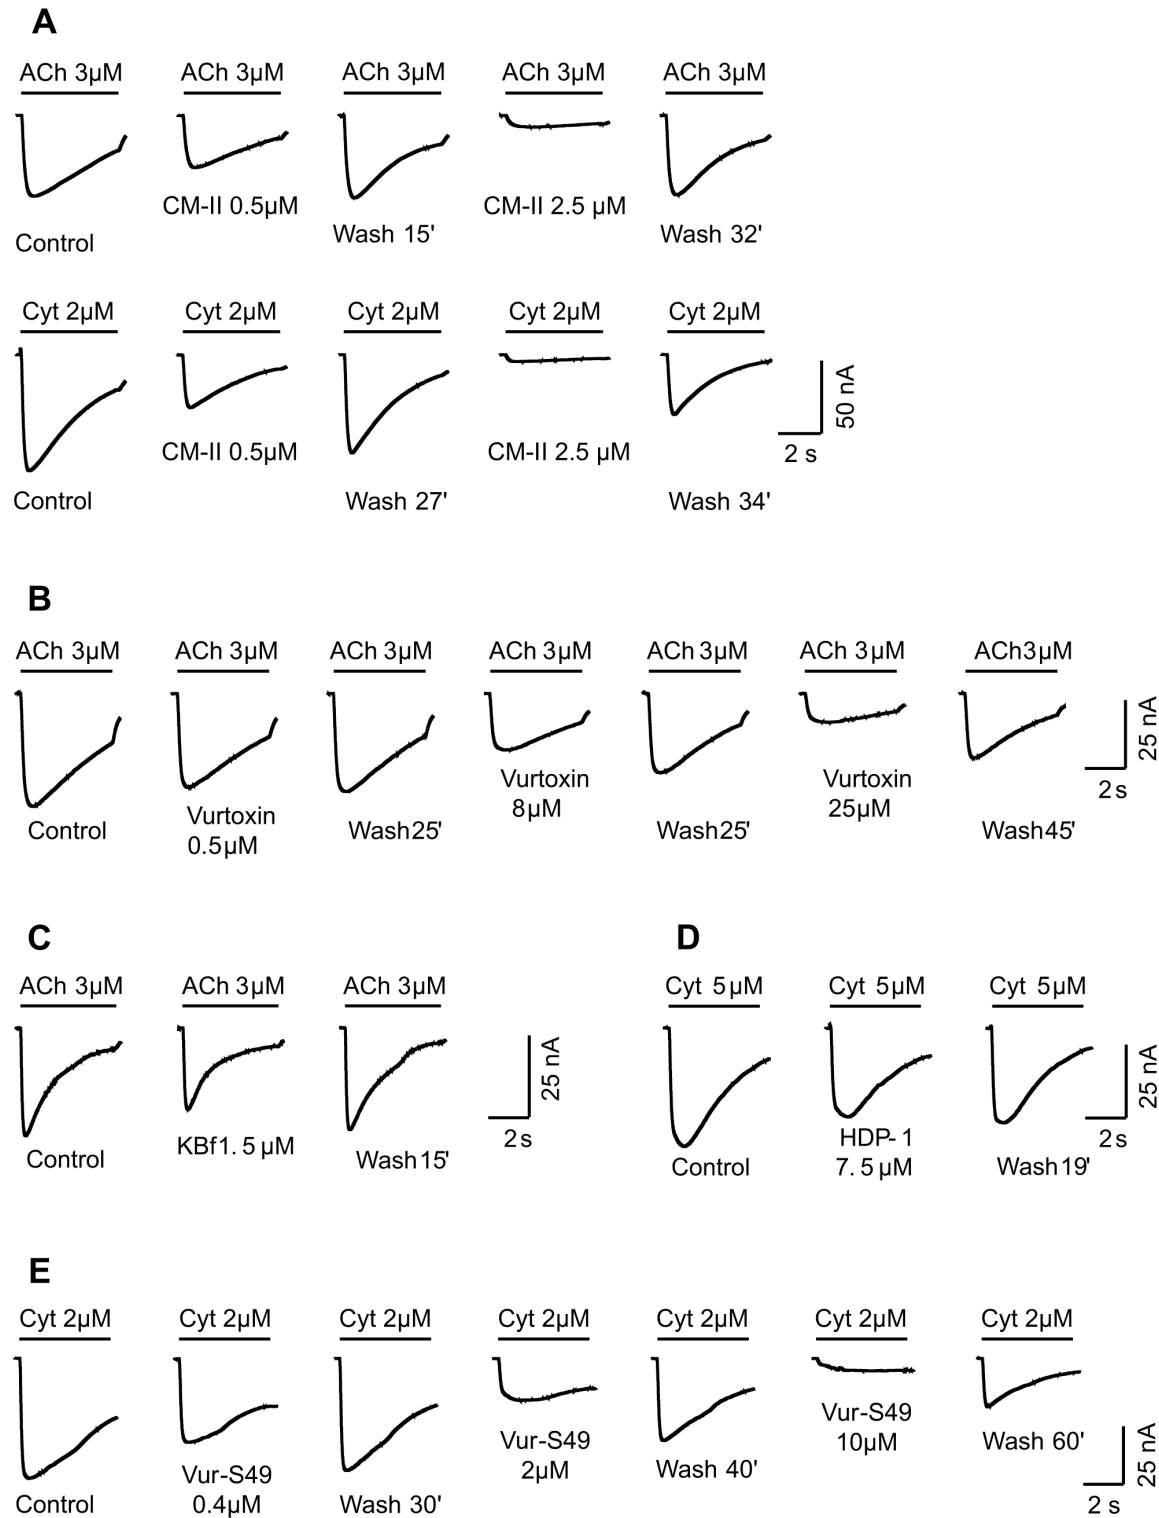 A
ACh 3µM ACh 3µM ACh 3µM ACh 3µM ACh 3µM
CM-II 0.5µM CM-II 2.5 µM
Control Wash 15' Wash 32'
Cyt 2µM Cyt 2µM Cyt 2µM Cyt 2µM Cyt 2µM
50 nA
2 s
CM-II 0.5µM CM-II 2.5 µM
Control Wash 27' Wash 34'
B
ACh 3µM ACh 3µM ACh 3µM ACh 3µM ACh 3µM ACh 3µM ACh3µM
25 nA
2 s
Vurtoxin Vurtoxin
8µM 25µM
Vurtoxin
0.5µM
Control Wash25' Wash25' Wash45'
C
ACh 3µM ACh 3µM ACh 3µM
25 nA
2 s
Control KBf1. 5 µM Wash15'
D
Cyt 5µM Cyt 5µM Cyt 5µM
25 nA
2 s
HDP- 1
7. 5 µM
Control Wash19'
E
Cyt 2µM Cyt 2µM Cyt 2µM Cyt 2µM Cyt 2µM Cyt 2µM Cyt 2µM
Vur-S49
10µM
Vur-S49
2µM
Wash 40' Wash 60'
Vur-S49
0.4µM
Control Wash 30'
25 nA
2 s